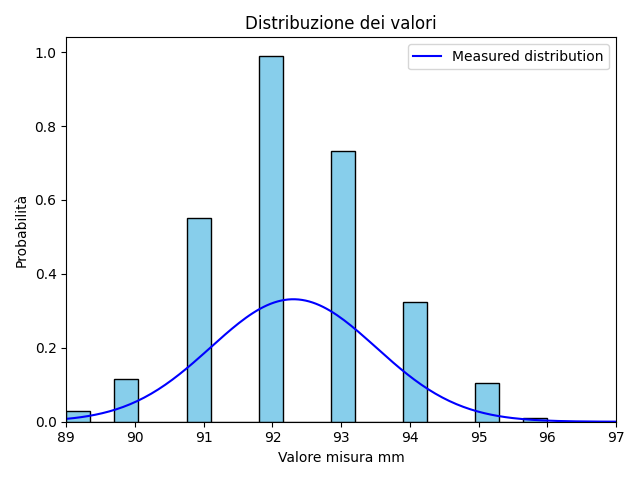 Distribuzione dei valori
Measured distribution
Probabilità
1.0
0.8
0.6
0.4
0.2
0.0
89 90 91 92 93 94 95 96 97
Valore misura mm